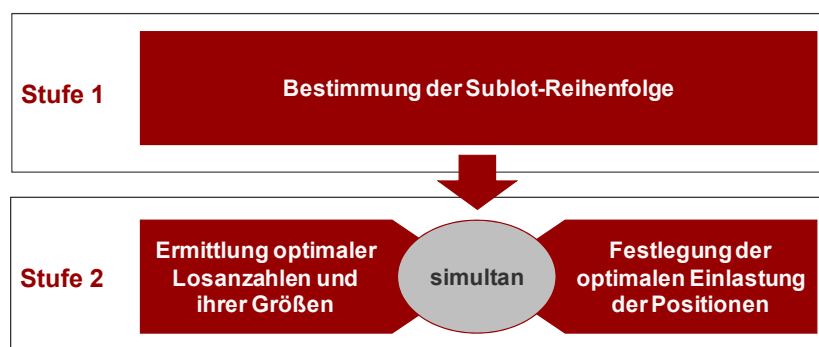 Stufe 1
Bestimmung der Sublot-Reihenfolge
Stufe 2
Ermittlung optimaler
Losanzahlen und
ihrer Größen
simultan
Festlegung der
optimalen Einlastung
der Positionen